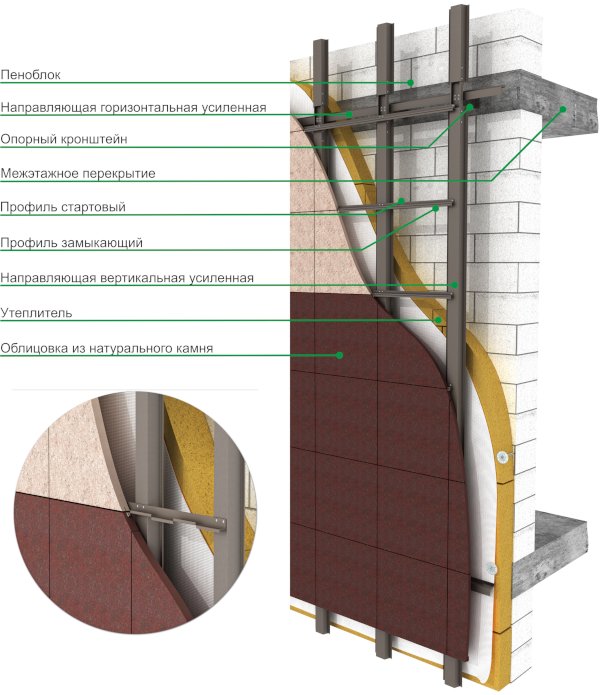 Пеноблок
Направляющая горизонтальная усиленная
Опорный кронштейн
Межэтажное перекрытие
Профиль стартовый
Профиль замыкающий
Направляющая вертикальная усиленная
Утеплитель
Облицовка из натурального камня